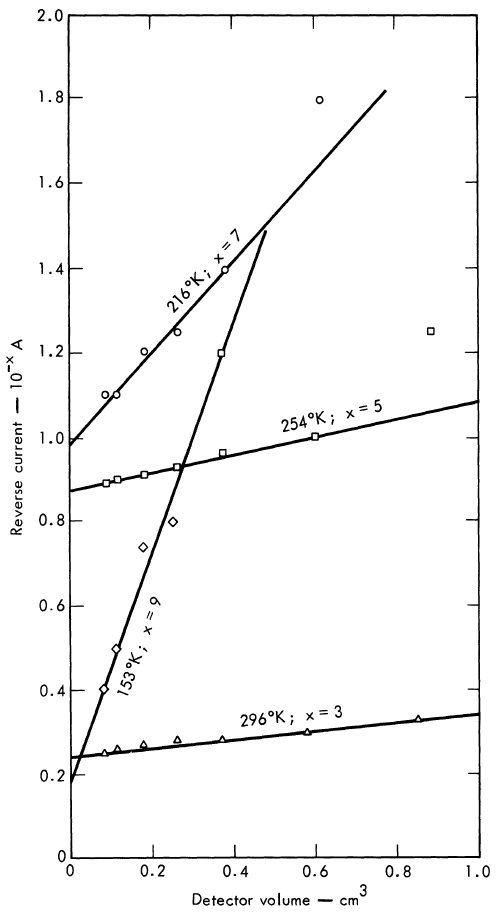 2.0
1.8
1.6
1.4
1.2
1.0
0.8
0.6
0.4
0.2
0
Reverse current — 10⁻ˣ A
216°K; x = 7
254°K; x = 5
153°K; x = 9
296°K; x = 3
0 0.2 0.4 0.6 0.8 1.0
Detector volume — cm³